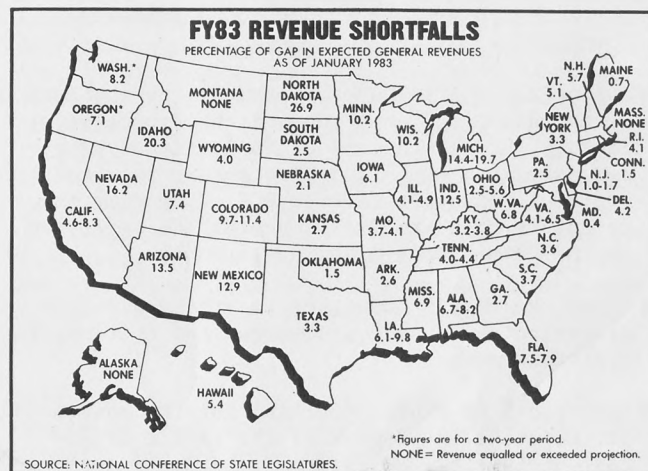 FY83 REVENUE SHORTFALLS
PERCENTAGE OF GAP IN EXPECTED GENERAL REVENUES
AS OF JANUARY 1983
WASH.*
8.2
OREGON*
7.1
MONTANA
NONE
IDAHO
20.3
WYOMING
4.0
NORTH
DAKOTA
26.9
SOUTH
DAKOTA
2.5
MINN.
10.2
WIS.
10.2
MICH.
14.4-19.7
N.H.
5.7
VT.
5.1
MAINE
0.7
MASS.
NONE
NEW
YORK
3.3
R.I.
4.1
CONN.
1.5
NEVADA
16.2
CALIF.
4.6-8.3
UTAH
7.4
COLORADO
9.7-11.4
NEBRASKA
2.1
IOWA
6.1
ILL.
4.1-4.9
IND.
12.5
OHIO
2.5-5.6
PA.
2.5
N.J.
1.0-1.7
DEL.
4.2
MD.
0.4
W.VA.
6.8
VA.
4.1-6.5
KANSAS
2.7
MO.
3.7-4.1
KY.
3.2-3.8
TENN.
4.0-4.4
N.C.
3.6
S.C.
3.7
ARIZONA
13.5
NEW MEXICO
12.9
OKLAHOMA
1.5
ARK.
2.6
TEXAS
3.3
LA.
6.1-9.8
MISS.
6.9
ALA.
6.7-8.2
GA.
2.7
FLA.
7.5-7.9
ALASKA
NONE
HAWAII
5.4
*Figures are for a two-year period.
NONE= Revenue equalled or exceeded projection.
SOURCE: NATIONAL CONFERENCE OF STATE LEGISLATURES.